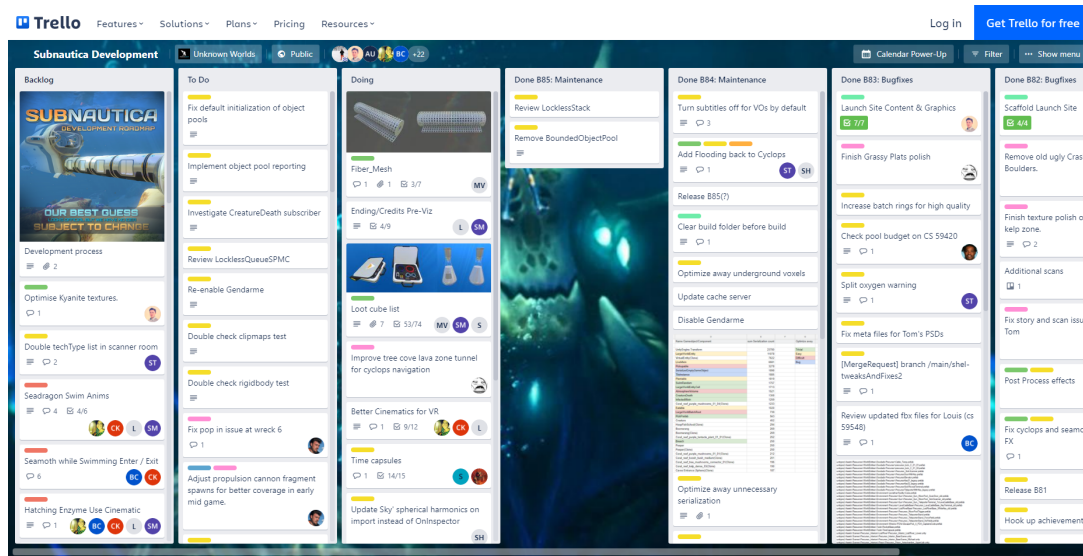 Trello
Features
Solutions
Plans
Pricing
Resources
Log in
Get Trello for free
Subnautica Development
Unknown Worlds
Public
AU
BC
+22
Calendar Power-Up
Filter
··· Show menu
Backlog
SUBNAUTICA
DEVELOPMENT ROADMAP
OUR BEST GUESS
SUBJECT TO CHANGE
Development process
2
Optimise Kyanite textures.
1
Double techType list in scanner room
2
ST
Seadragon Swim Anims
4 4/6
CK L SM
Seamoth while Swimming Enter / Exit
6
BC CK
Hatching Enzyme Use Cinematic
1
BC CK L SM
To Do
Fix default initialization of object
pools
Implement object pool reporting
Investigate CreatureDeath subscriber
Review LocklessQueueSPMC
Re-enable Gendarme
Double check clipmaps test
Double check rigidbody test
Fix pop in issue at wreck 6
1
Adjust propulsion cannon fragment
spawns for better coverage in early
mid game.
Doing
Fiber_Mesh
1 1 3/7
MV
Ending/Credits Pre-Viz
4/9
L SM
Loot cube list
7 53/74
MV SM S
Improve tree cove lava zone tunnel
for cyclops navigation
Better Cinematics for VR
1 9/12
CK L
Time capsules
1 14/15
S
Update Sky' spherical harmonics on
import instead of OnInspector
SH
Done B85: Maintenance
Review LocklessStack
Remove BoundedObjectPool
Done B84: Maintenance
Turn subtitles off for VOs by default
3
Add Flooding back to Cyclops
1
ST SH
Release B85(?)
Clear build folder before build
1
Optimize away underground voxels
Update cache server
Disable Gendarme
Optimize away unnecessary
serialization
1
Done B83: Bugfixes
Launch Site Content & Graphics
7/7
Finish Grassy Plats polish
Increase batch rings for high quality
Check pool budget on CS 59420
1
Split oxygen warning
1
ST
Fix meta files for Tom's PSDs
[MergeRequest] branch /main/shel-
tweaksAndFixes2
1
Review updated fbx files for Louis (cs
59548)
1
BC
Done B82: Bugfixes
Scaffold Launch Site
4/4
Remove old ugly Cras
Boulders.
Finish texture polish o
kelp zone.
2
Additional scans
1
Fix story and scan issu
Tom
Post Process effects
Fix cyclops and seamo
FX
1
Release B81
Hook up achievement